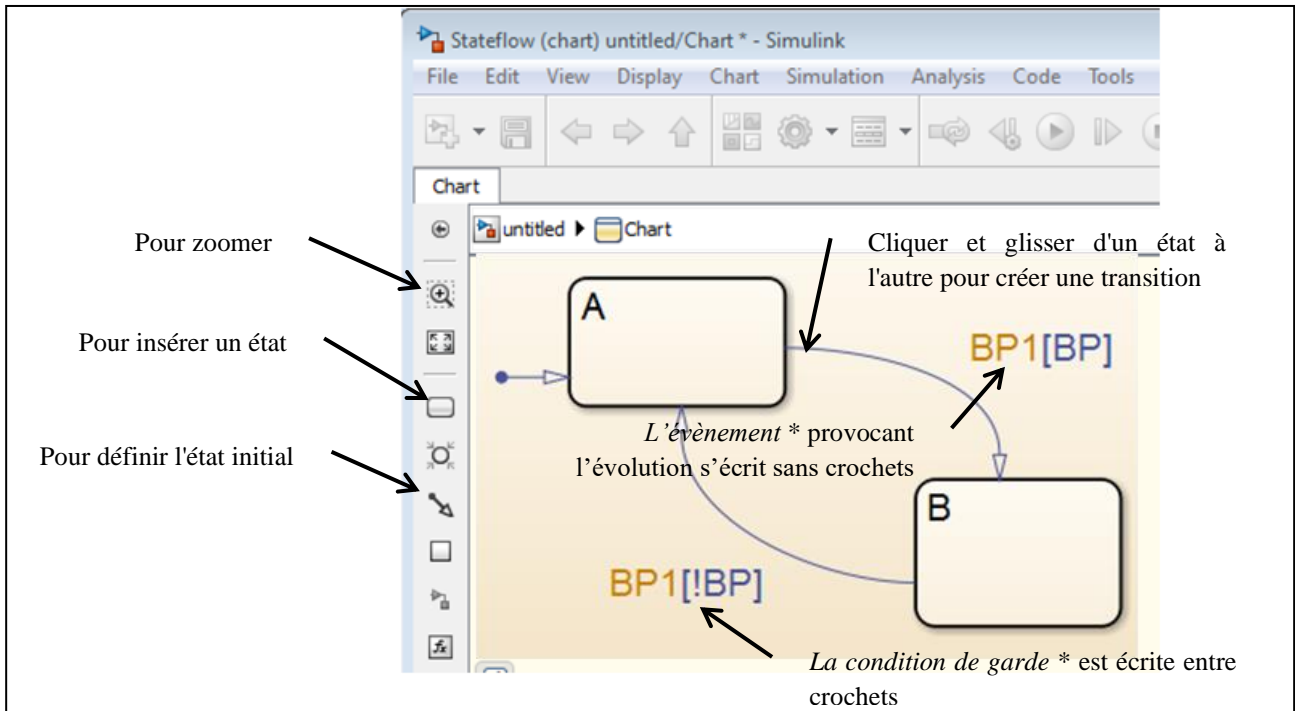 Stateflow (chart) untitled/Chart * - Simulink
File Edit View Display Chart Simulation Analysis Code Tools
Chart
untitled Chart
Pour zoomer
Cliquer et glisser d'un état à
l'autre pour créer une transition
A
Pour insérer un état
BP1[BP]
L'évènement * provocant
l'évolution s'écrit sans crochets
Pour définir l'état initial
B
BP1[!BP]
fx
La condition de garde * est écrite entre
crochets